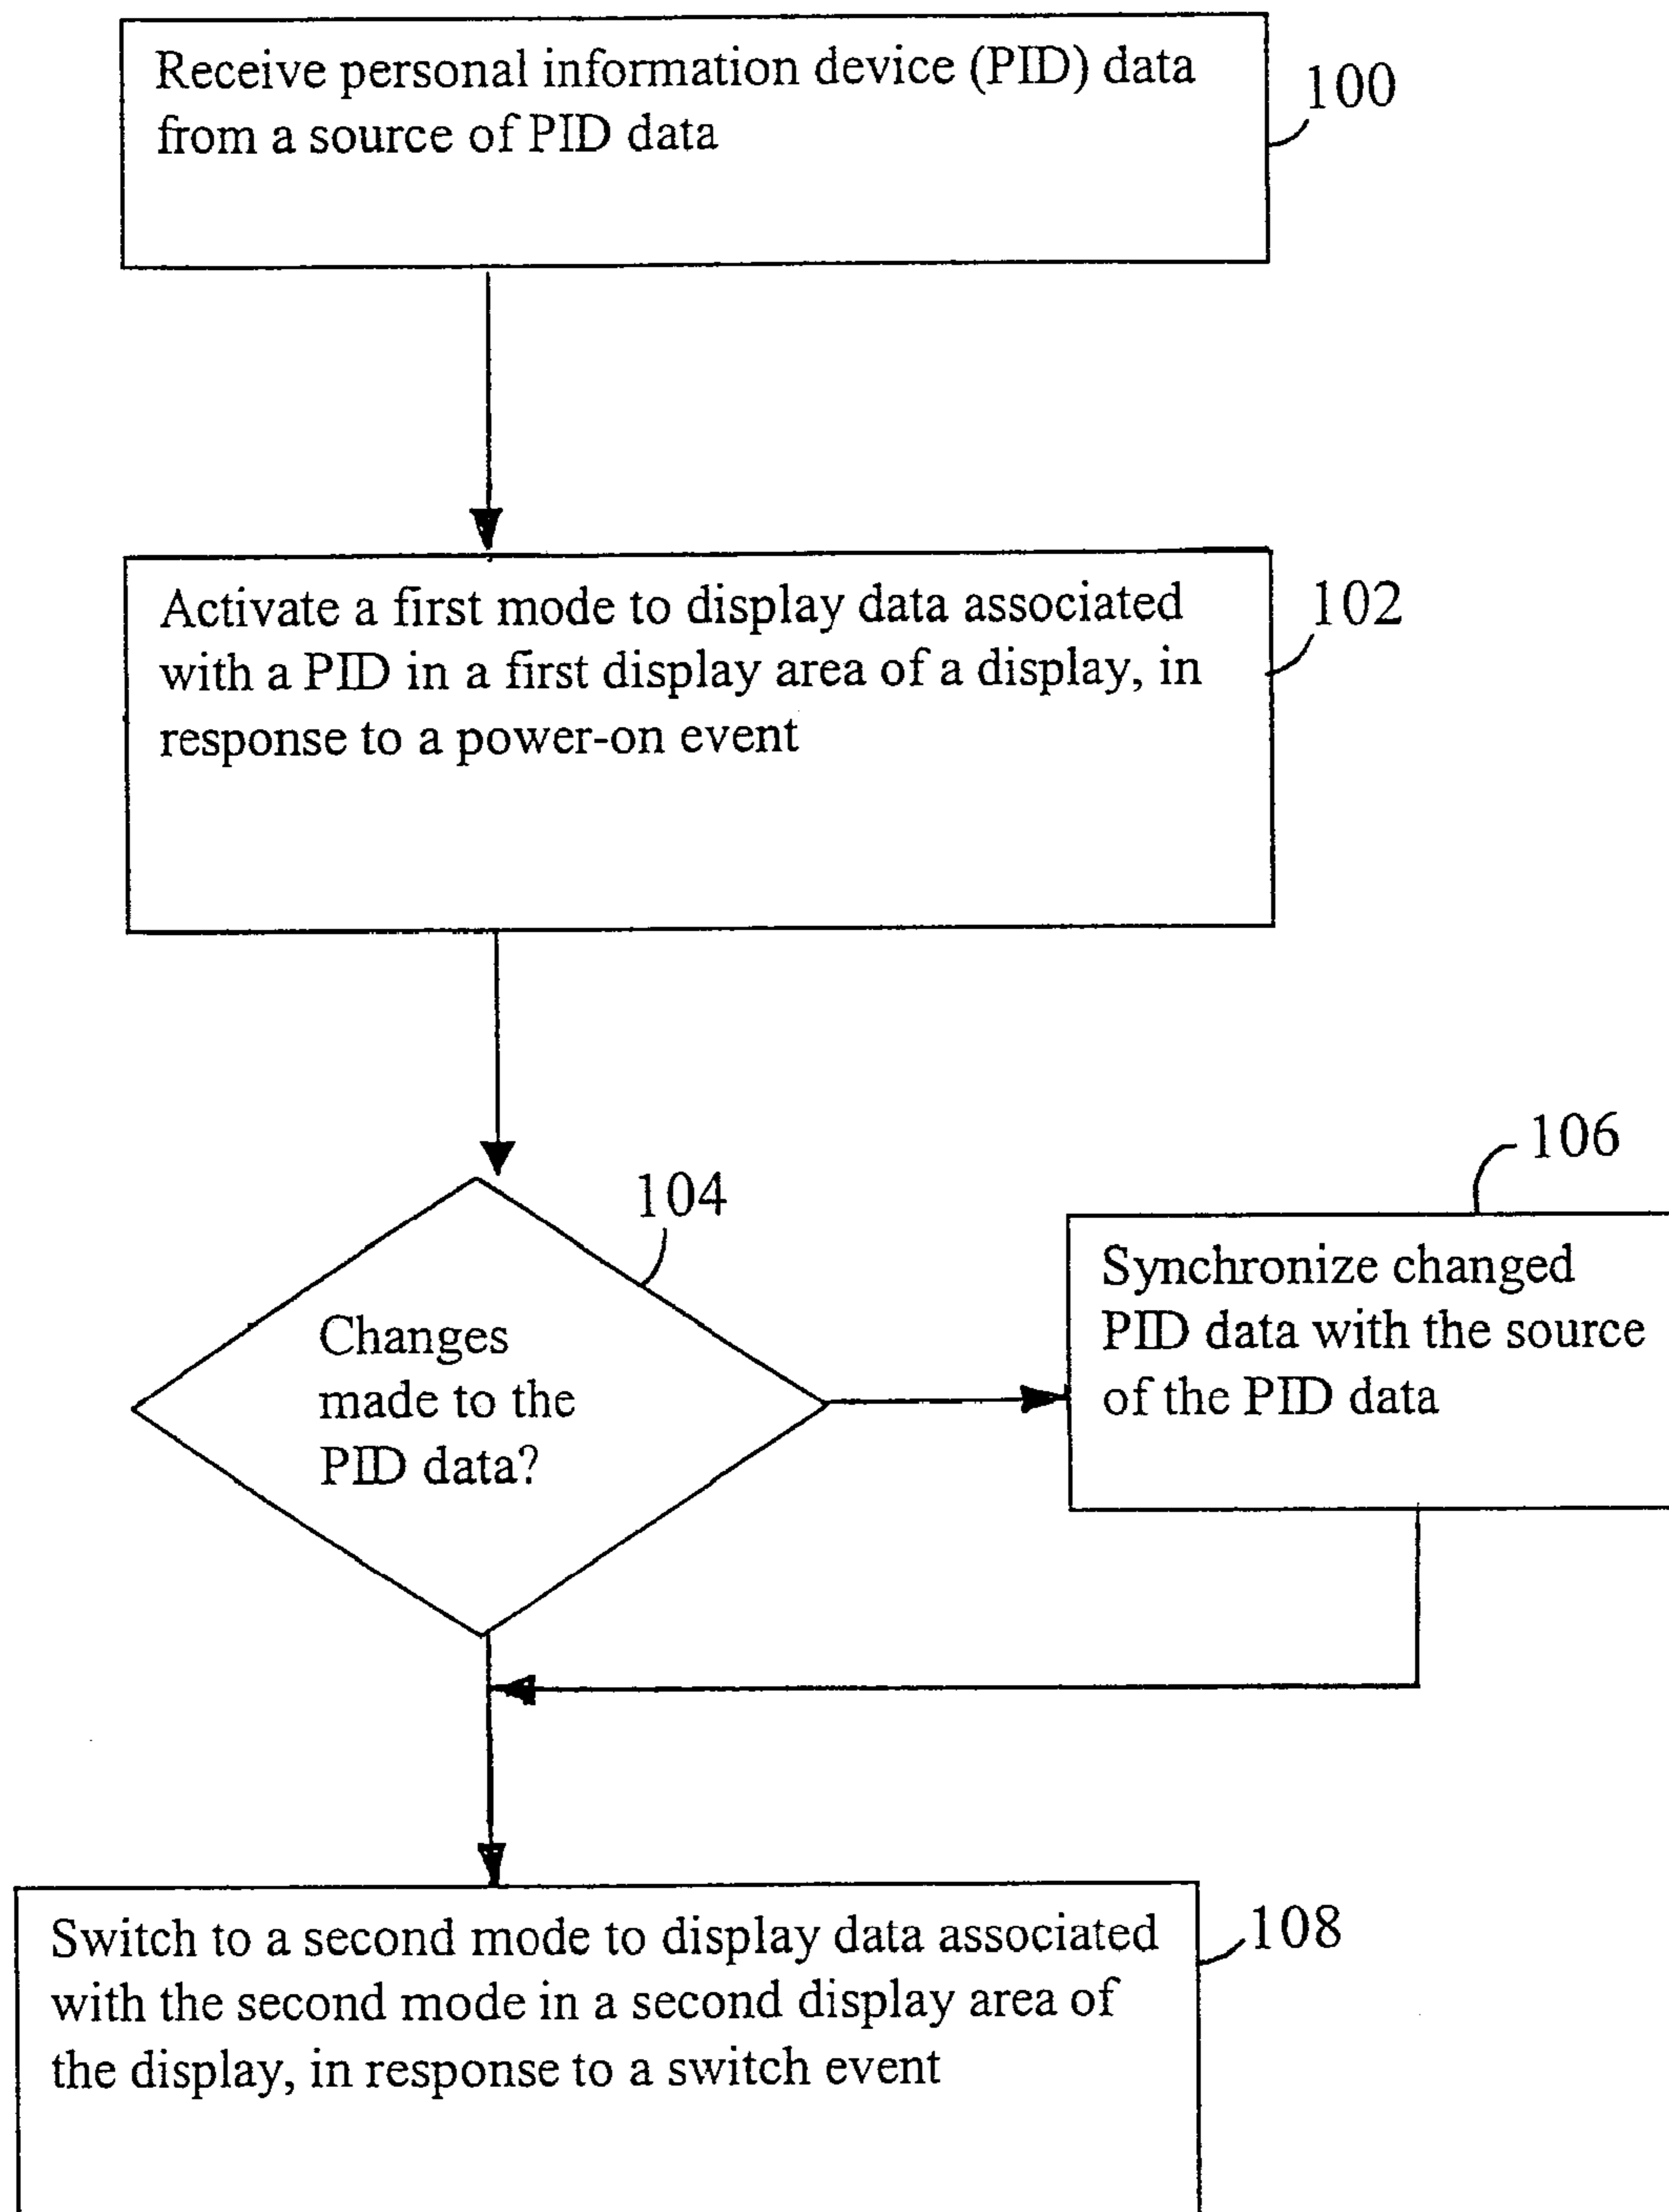 Receive personal information device (PID) data
from a source of PID data
100
Activate a first mode to display data associated
with a PID in a first display area of a display, in
response to a power-on event
102
104
Changes
made to the
PID data?
106
Synchronize changed
PID data with the source
of the PID data
Switch to a second mode to display data associated
with the second mode in a second display area of
the display, in response to a switch event
108